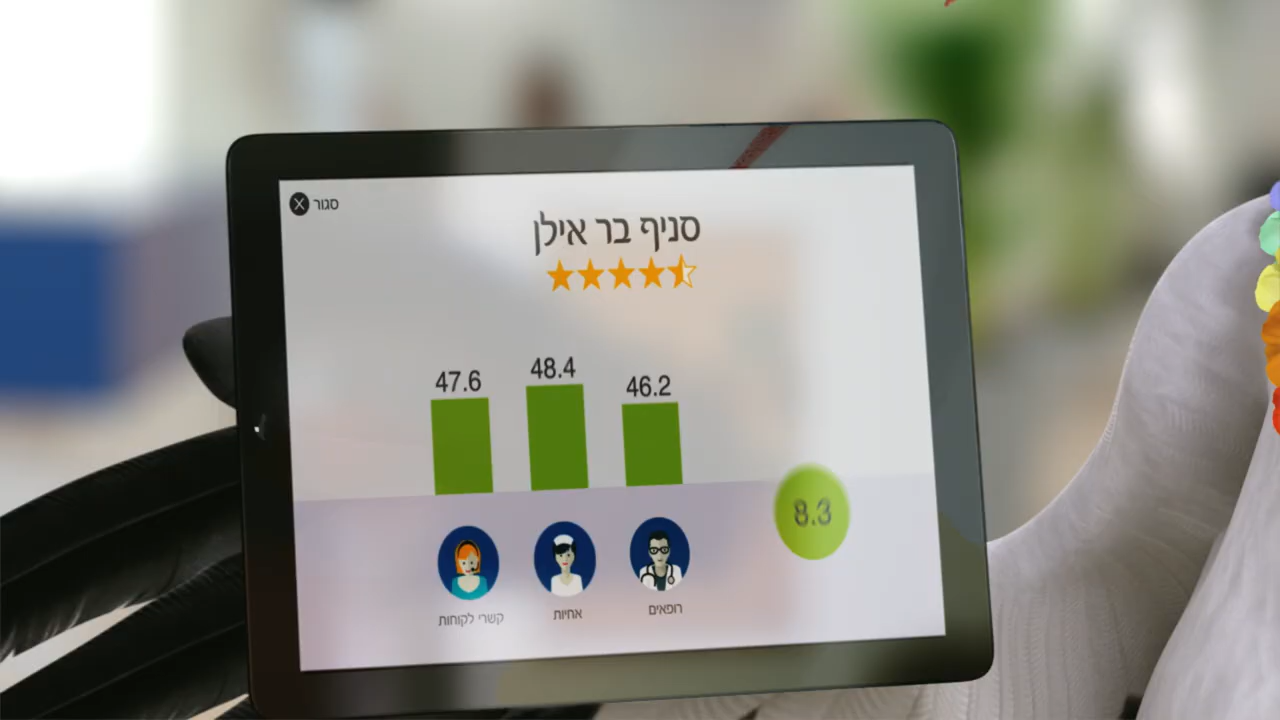 סגור
סניף בר אילן
47.6
48.4
46.2
8.3
קשרי לקוחות
אחיות
רופאים